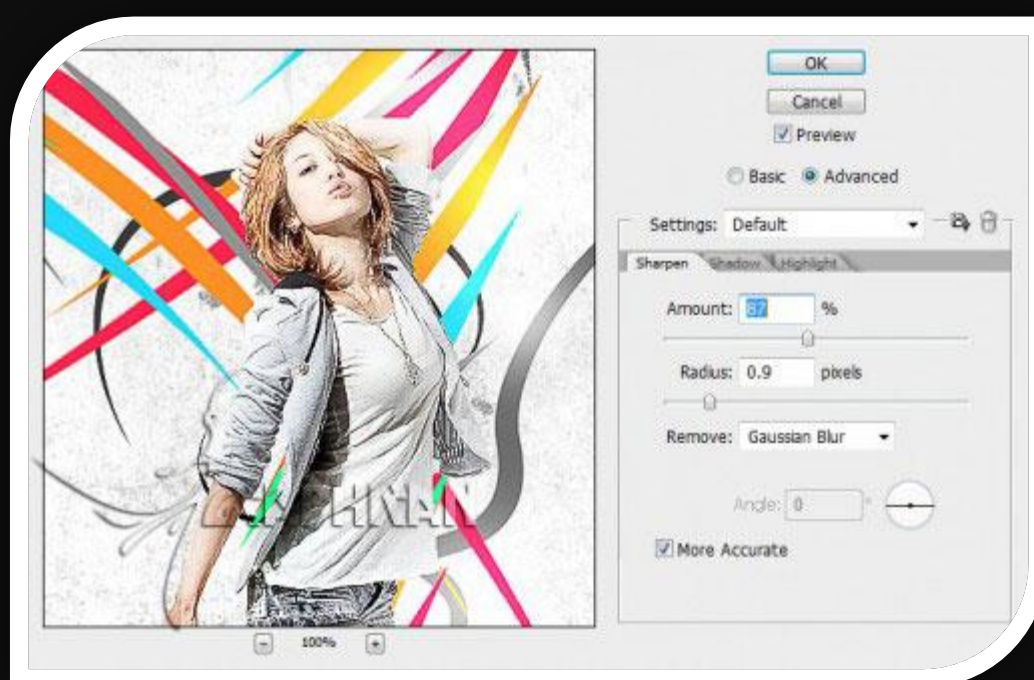 OK
Cancel
Preview
Basic Advanced
Settings: Default
Sharpen Shadow Highlight
Amount: 87 %
Radius: 0.9 pixels
Remove: Gaussian Blur
Angle: 0 °
More Accurate
100%